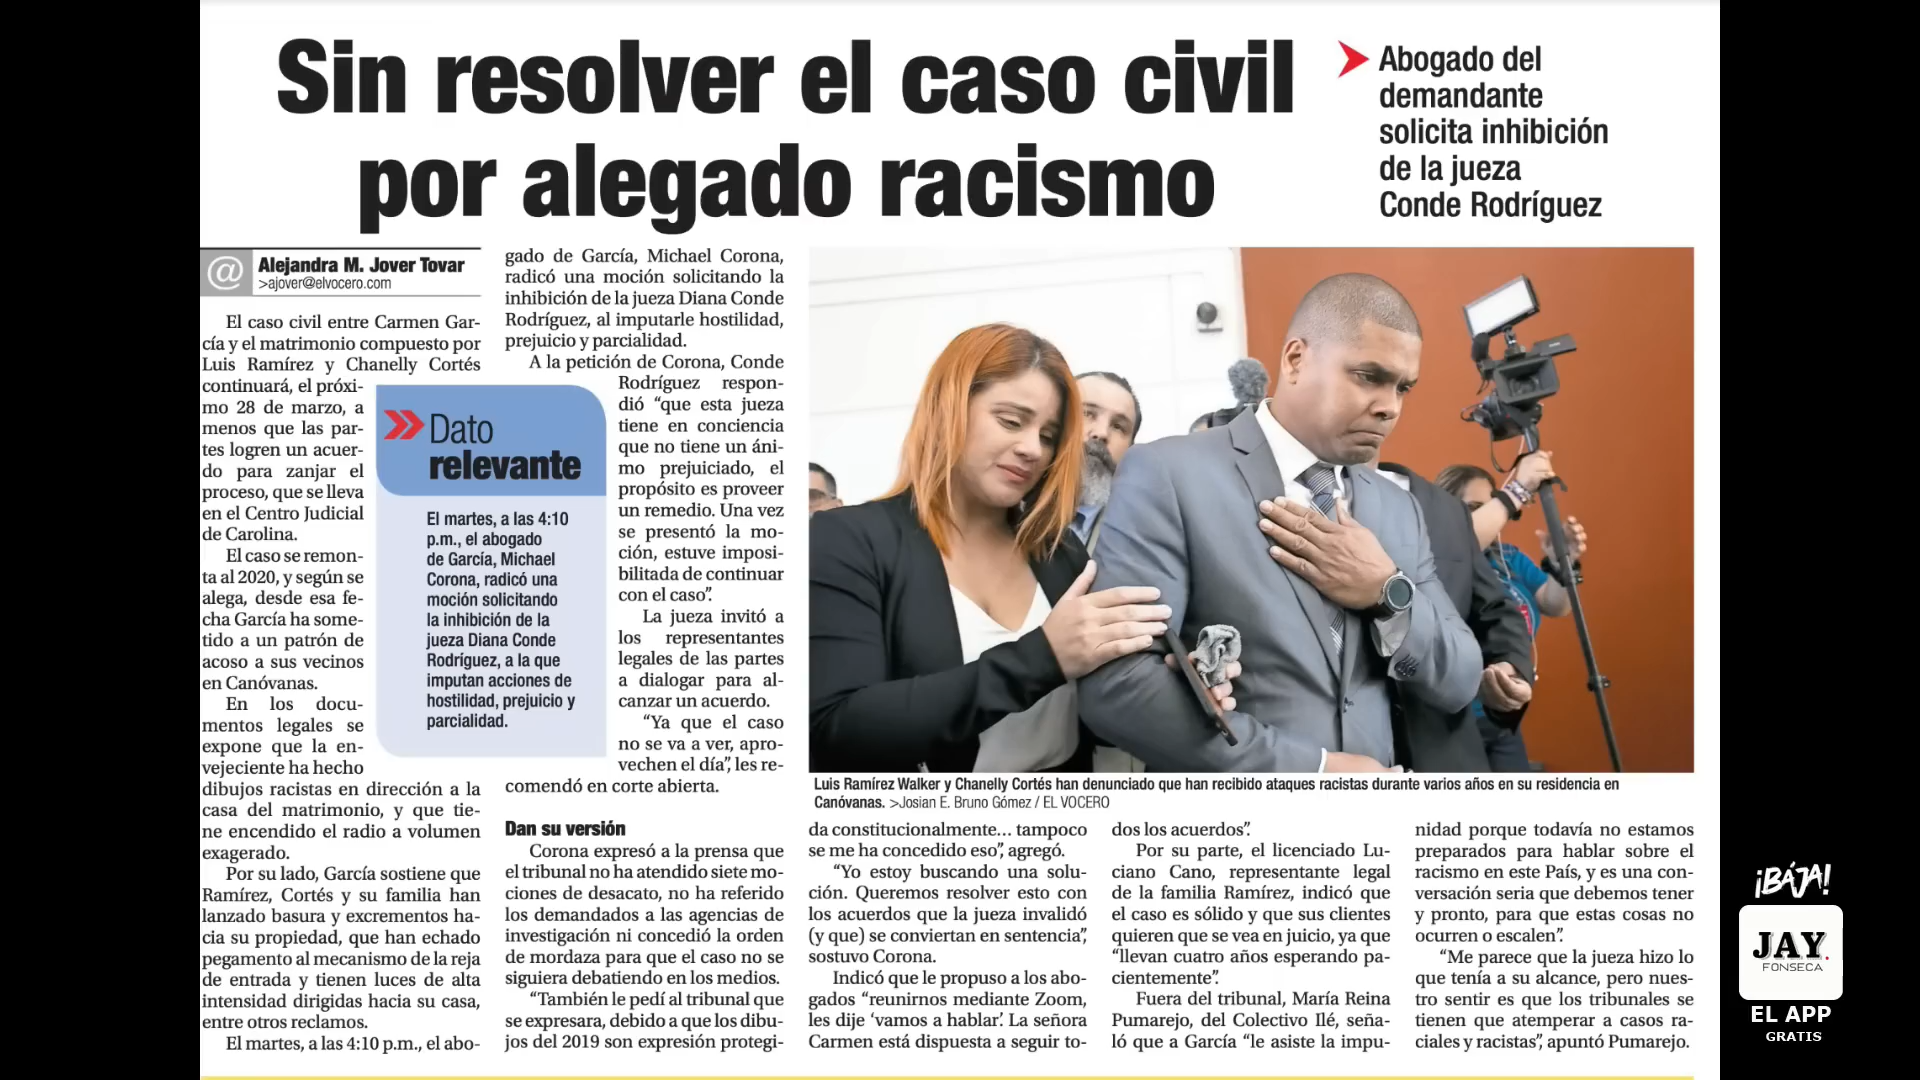 Sin resolver el caso civil
por alegado racismo
Abogado del
demandante
solicita inhibición
de la jueza
Conde Rodríguez
@
Alejandra M. Jover Tovar
>ajover@elvocero.com
El caso civil entre Carmen Gar-
cía y el matrimonio compuesto por
Luis Ramírez y Chanelly Cortés
continuará, el próxi-
mo 28 de marzo, a
menos que las par-
tes logren un acuer-
do para zanjar el
proceso, que se lleva
en el Centro Judicial
de Carolina.
El caso se remon-
ta al 2020, y según se
alega, desde esa fe-
cha García ha some-
tido a un patrón de
acoso a sus vecinos
en Canóvanas.
En los docu-
mentos legales se
expone que la en-
vejeciente ha hecho
dibujos racistas en dirección a la
casa del matrimonio, y que tie-
ne encendido el radio a volumen
exagerado.
Por su lado, García sostiene que
Ramírez, Cortés y su familia han
lanzado basura y excrementos ha-
cia su propiedad, que han echado
pegamento al mecanismo de la reja
de entrada y tienen luces de alta
intensidad dirigidas hacia su casa,
entre otros reclamos.
El martes, a las 4:10 p.m., el abo-
Dato
relevante
El martes, a las 4:10
p.m., el abogado
de García, Michael
Corona, radicó una
moción solicitando
la inhibición de la
jueza Diana Conde
Rodríguez, a la que
imputan acciones de
hostilidad, prejuicio y
parcialidad.
gado de García, Michael Corona,
radicó una moción solicitando la
inhibición de la jueza Diana Conde
Rodríguez, al imputarle hostilidad,
prejuicio y parcialidad.
A la petición de Corona, Conde
Rodríguez respon-
dió “que esta jueza
tiene en conciencia
que no tiene un áni-
mo prejuiciado, el
propósito es proveer
un remedio. Una vez
se presentó la mo-
ción, estuve imposi-
bilitada de continuar
con el caso”.
La jueza invitó a
los representantes
legales de las partes
a dialogar para al-
canzar un acuerdo.
“Ya que el caso
no se va a ver, apro-
vechen el día”, les re-
comendó en corte abierta.
Dan su versión
Corona expresó a la prensa que
el tribunal no ha atendido siete mo-
ciones de desacato, no ha referido
los demandados a las agencias de
investigación ni concedió la orden
de mordaza para que el caso no se
siguiera debatiendo en los medios.
“También le pedí al tribunal que
se expresara, debido a que los dibu-
jos del 2019 son expresión protegi-
Luis Ramírez Walker y Chanelly Cortés han denunciado que han recibido ataques racistas durante varios años en su residencia en
Canóvanas. >Josian E. Bruno Gómez / EL VOCERO
da constitucionalmente... tampoco
se me ha concedido eso”, agregó.
“Yo estoy buscando una solu-
ción. Queremos resolver esto con
los acuerdos que la jueza invalidó
(y que) se conviertan en sentencia”,
sostuvo Corona.
Indicó que le propuso a los abo-
gados “reunirnos mediante Zoom,
les dije ‘vamos a hablar’. La señora
Carmen está dispuesta a seguir to-
dos los acuerdos”.
Por su parte, el licenciado Lu-
ciano Cano, representante legal
de la familia Ramírez, indicó que
el caso es sólido y que sus clientes
quieren que se vea en juicio, ya que
“llevan cuatro años esperando pa-
cientemente”.
Fuera del tribunal, María Reina
Pumarejo, del Colectivo Ilé, seña-
ló que a García “le asiste la impu-
nidad porque todavía no estamos
preparados para hablar sobre el
racismo en este País, y es una con-
versación seria que debemos tener
y pronto, para que estas cosas no
ocurren o escalen”.
“Me parece que la jueza hizo lo
que tenía a su alcance, pero nues-
tro sentir es que los tribunales se
tienen que atemperar a casos ra-
ciales y racistas”, apuntó Pumarejo.
¡BÁJA!
JAY.
FONSECA
EL APP
GRATIS